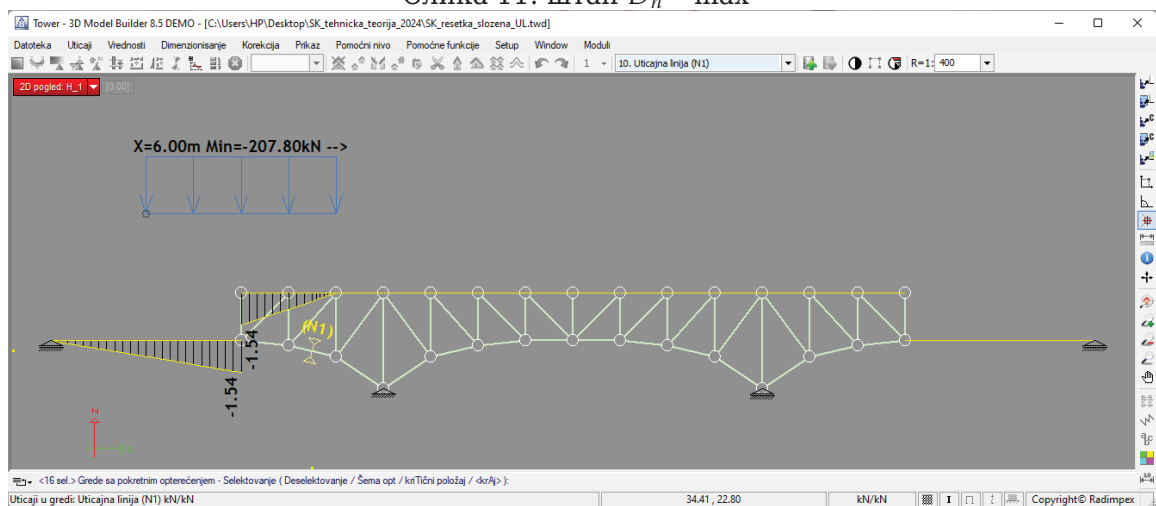 Слика 11: штап Dₙ - max
Tower - 3D Model Builder 8.5 DEMO - [C:\Users\HP\Desktop\SK_tehnicka_teorija_2024\SK_resetka_slozena_UL.twd]
Datoteka Uticaji Vrednosti Dimenzionisanje Korekcija Prikaz Pomoćni nivo Pomoćne funkcije Setup Window Moduli
1 10. Uticajna linija (N1) R=1: 400
2D pogled: H_1 [0.00]
X=6.00m Min=-207.80kN -->
(N1)
-1.54
-1.54
Z
<16 sel.> Grede sa pokretnim opterećenjem - Selektovanje ( Deselektovanje / Šema opt / kriTični položaj / <krAj> ):
Uticaji u gredi: Uticajna linija (N1) kN/kN 34.41 , 22.80 kN/kN Copyright© Radimpex